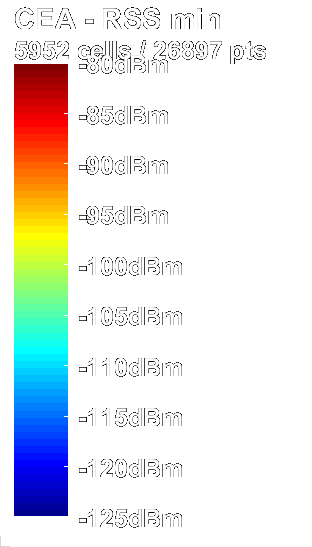 CEA - RSS min
5952 cells / 26897 pts
-80dBm
-85dBm
-90dBm
-95dBm
-100dBm
-105dBm
-110dBm
-115dBm
-120dBm
-125dBm